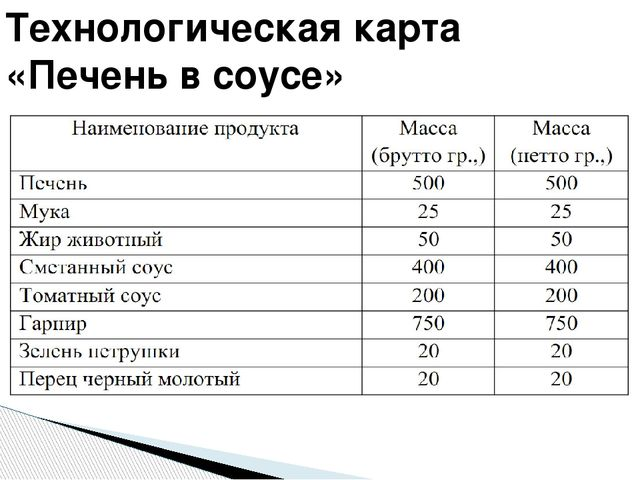 Технологическая карта
«Печень в соусе»
Наименование продукта Масса Масса
(брутто гр.,) (нетто гр.,)
Печень 500 500
Мука 25 25
Жир животный 50 50
Сметанный соус 400 400
Томатный соус 200 200
Гарнир 750 750
Зелень петрушки 20 20
Перец черный молотый 20 20